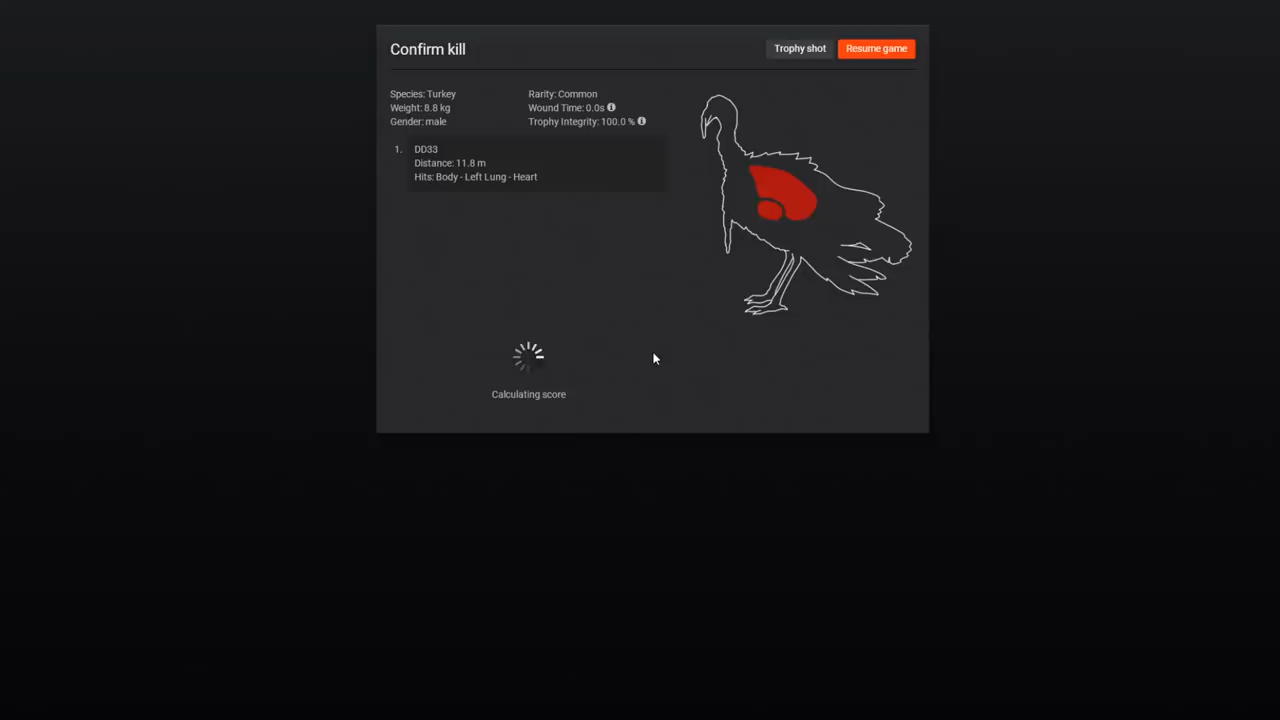 Confirm kill
Trophy shot
Resume game
Species: Turkey
Rarity: Common
Weight: 8.8 kg
Wound Time: 0.0s
Gender: male
Trophy Integrity: 100.0 %
1. DD33
Distance: 11.8 m
Hits: Body - Left Lung - Heart
Calculating score